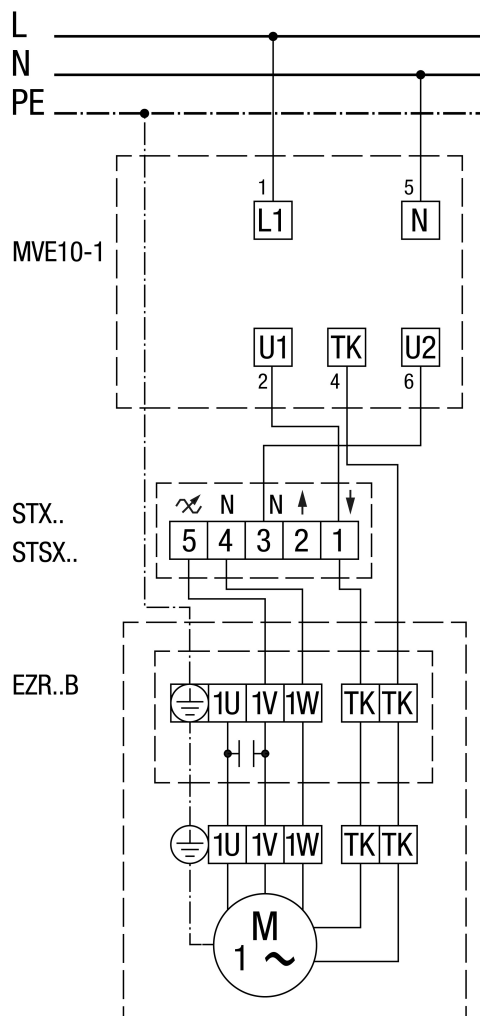 L
N
PE
1 5
L1 N
MVE10-1
U1 TK U2
2 4 6
STX..
STSX..
N N
5 4 3 2 1
EZR..B
1U 1V 1W TK TK
1U 1V 1W TK TK
M
1 ~